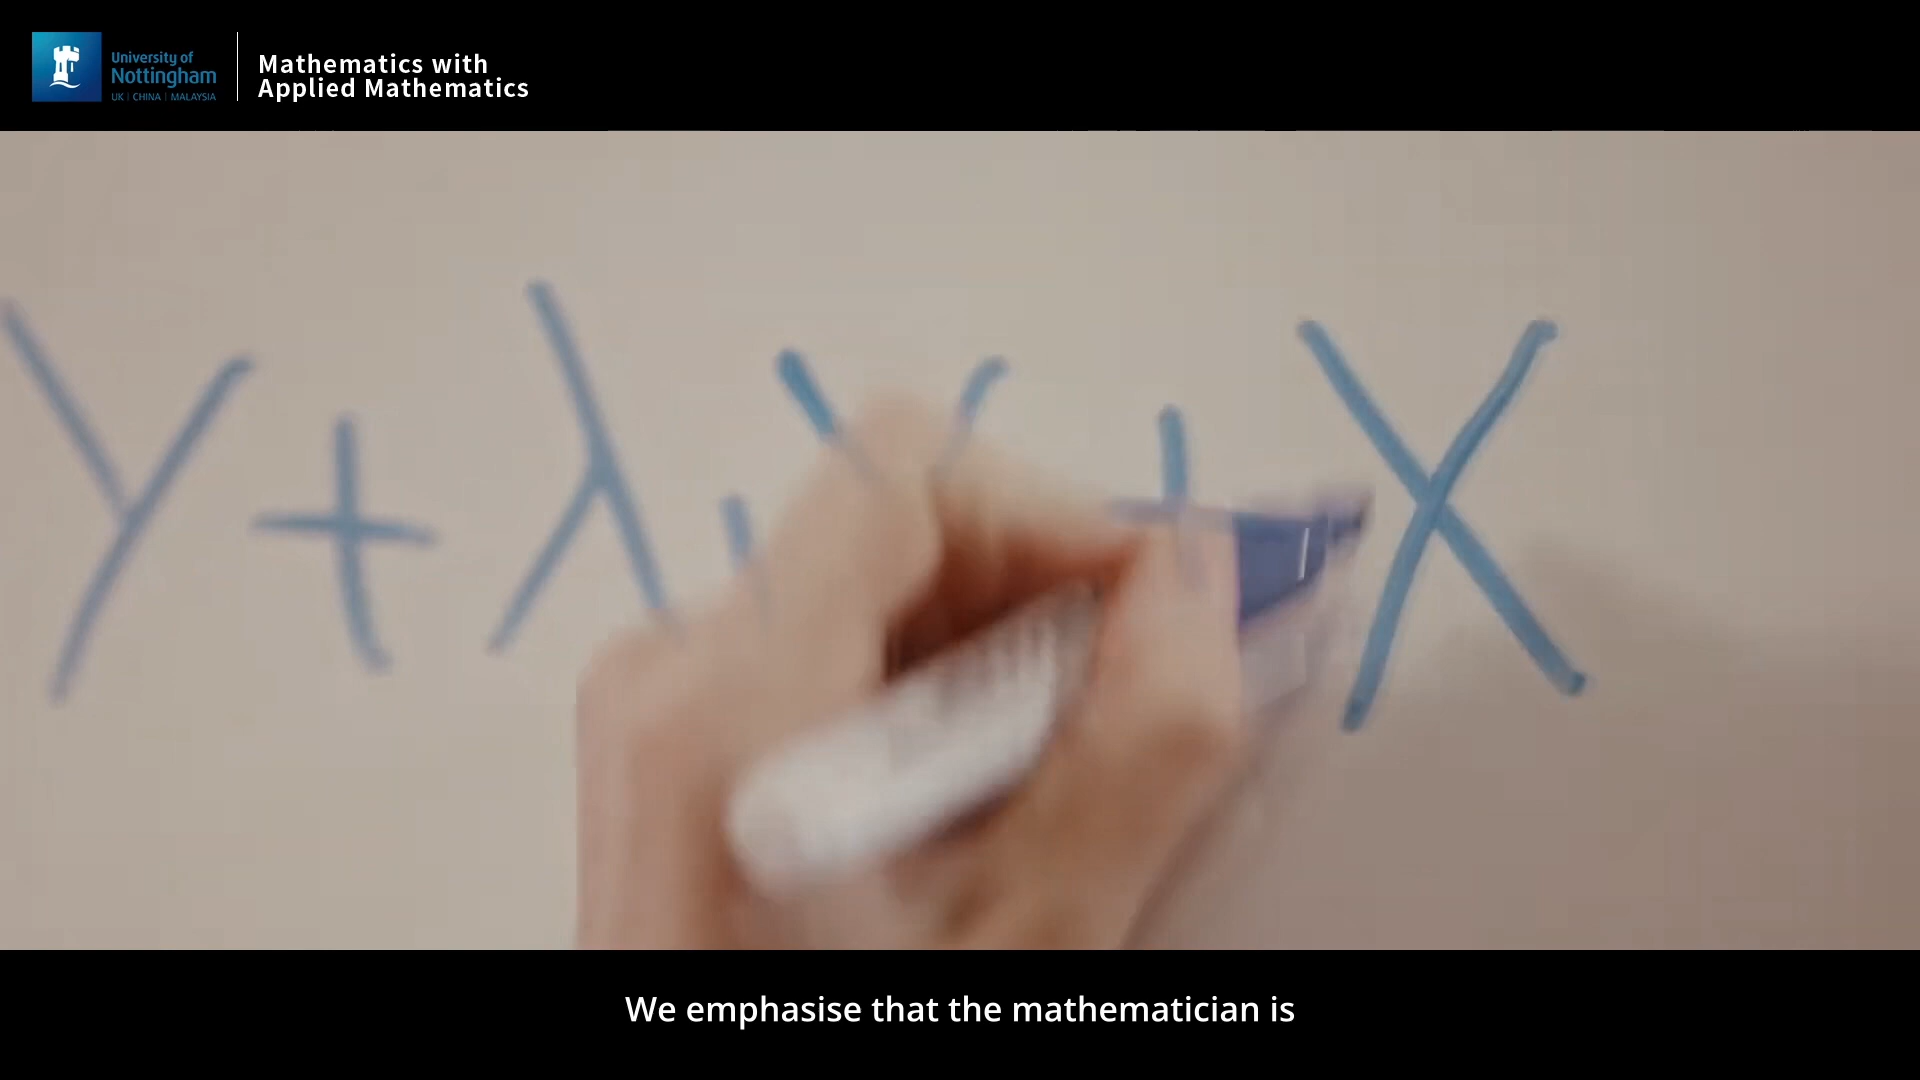 University of
Nottingham
UK | CHINA | MALAYSIA
Mathematics with
Applied Mathematics
Y + λ + X
We emphasise that the mathematician is